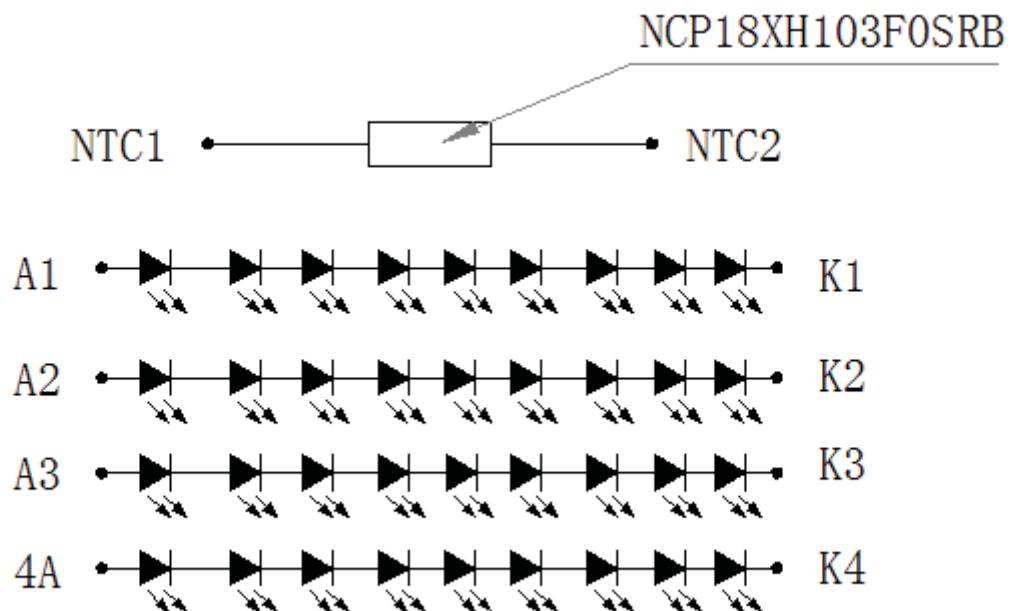 NCP18XH103F0SRB
NTC1 NTC2
A1 K1
A2 K2
A3 K3
4A K4